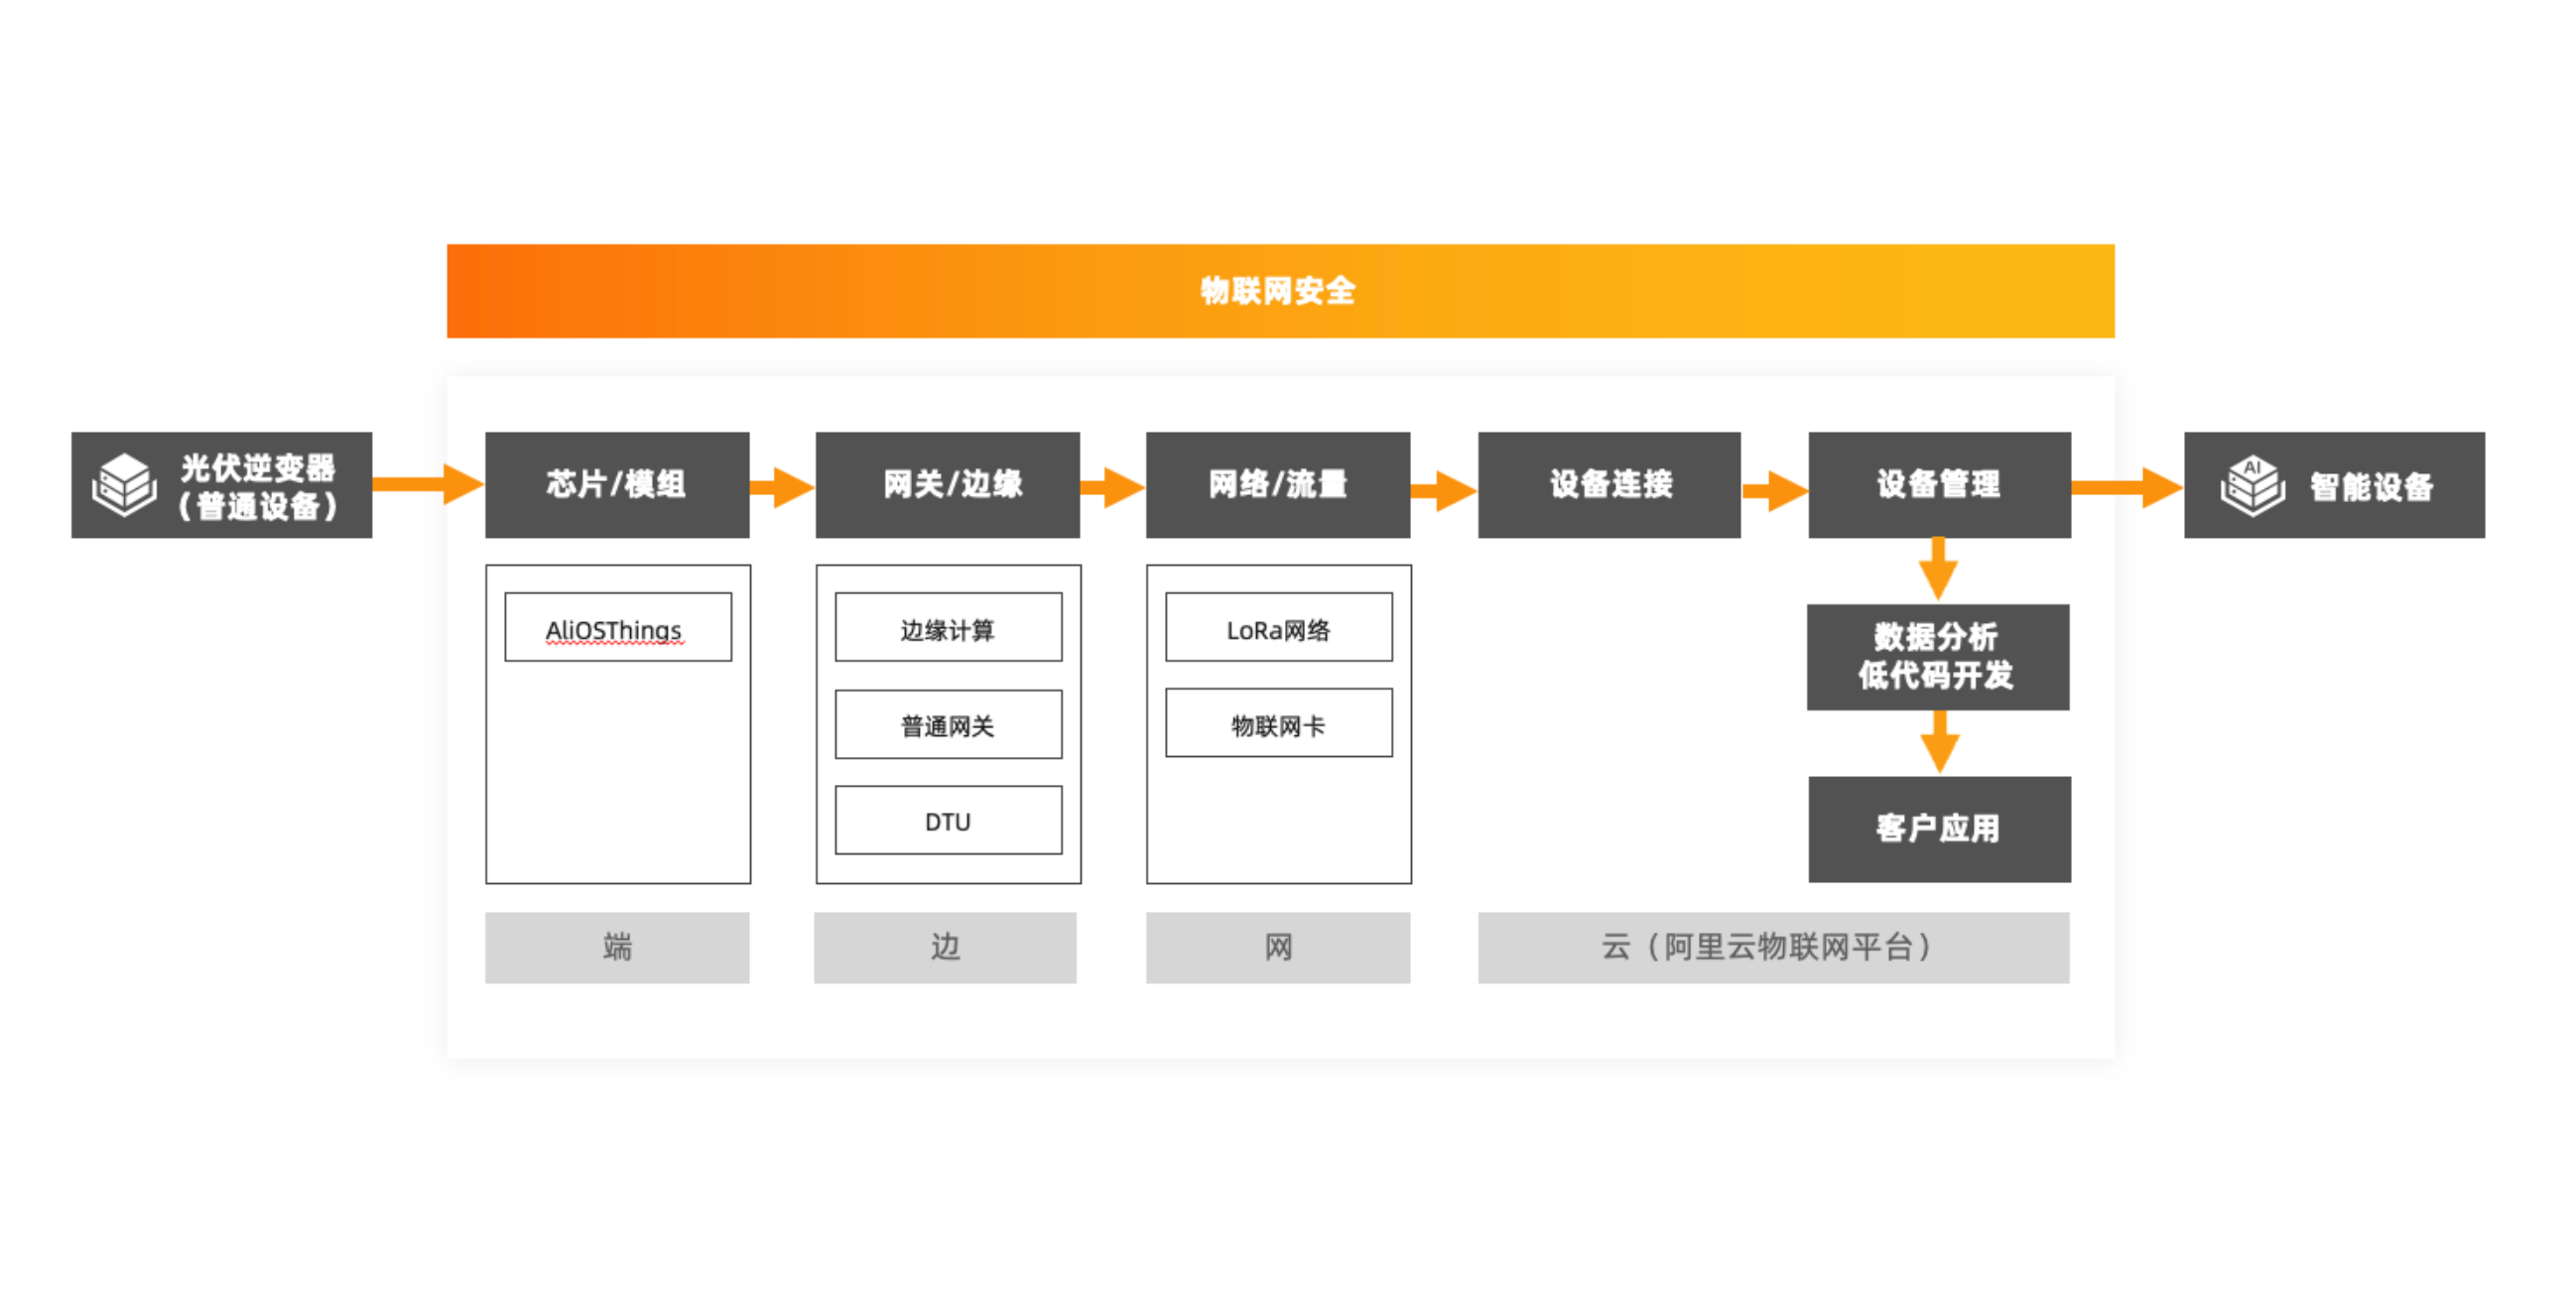 物联网安全
光伏逆变器
（普通设备）
芯片/模组
网关/边缘
网络/流量
设备连接
设备管理
AI
智能设备
AliOSThings
边缘计算
普通网关
DTU
LoRa网络
物联网卡
数据分析
低代码开发
客户应用
端
边
网
云（阿里云物联网平台）